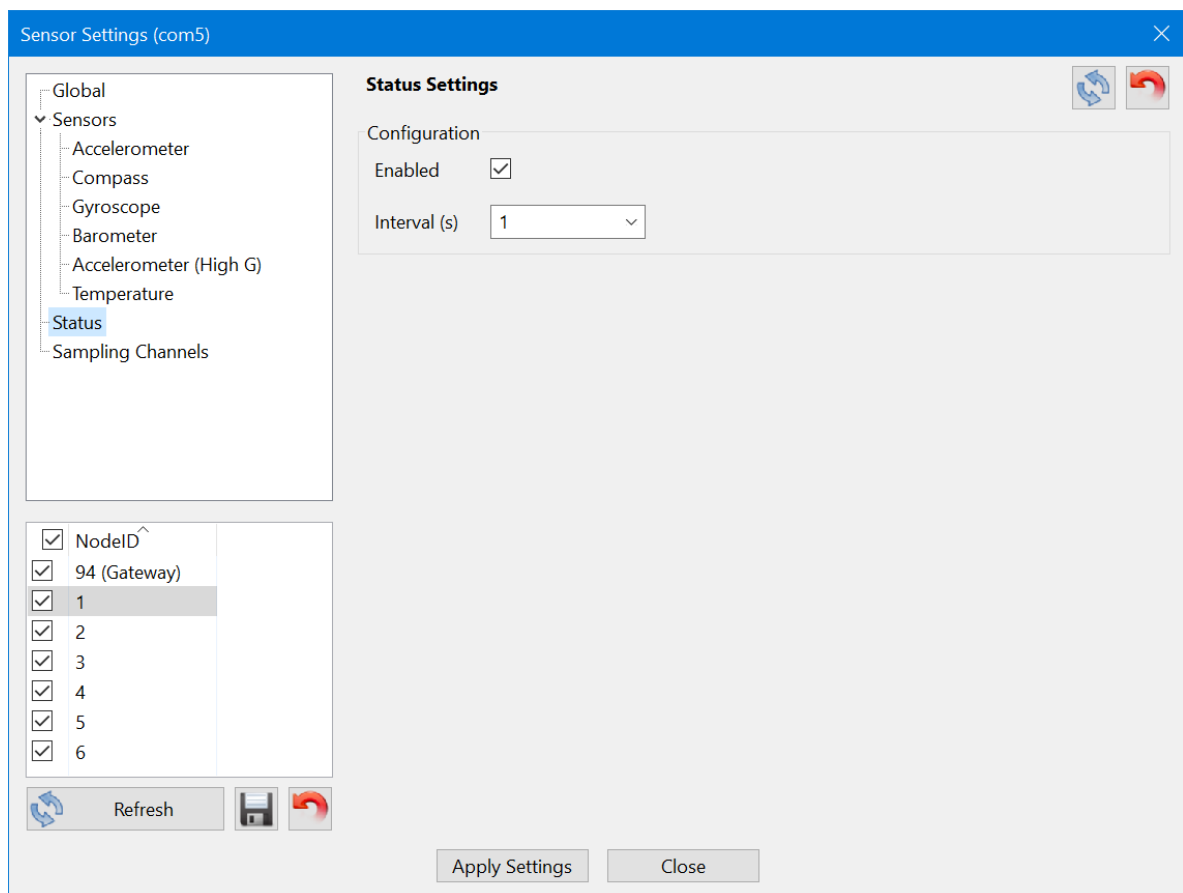 Sensor Settings (com5)
Global
Sensors
Accelerometer
Compass
Gyroscope
Barometer
Accelerometer (High G)
Temperature
Status
Sampling Channels
Status Settings
Configuration
Enabled
Interval (s) 1
NodeID
94 (Gateway)
1
2
3
4
5
6
Refresh
Apply Settings Close